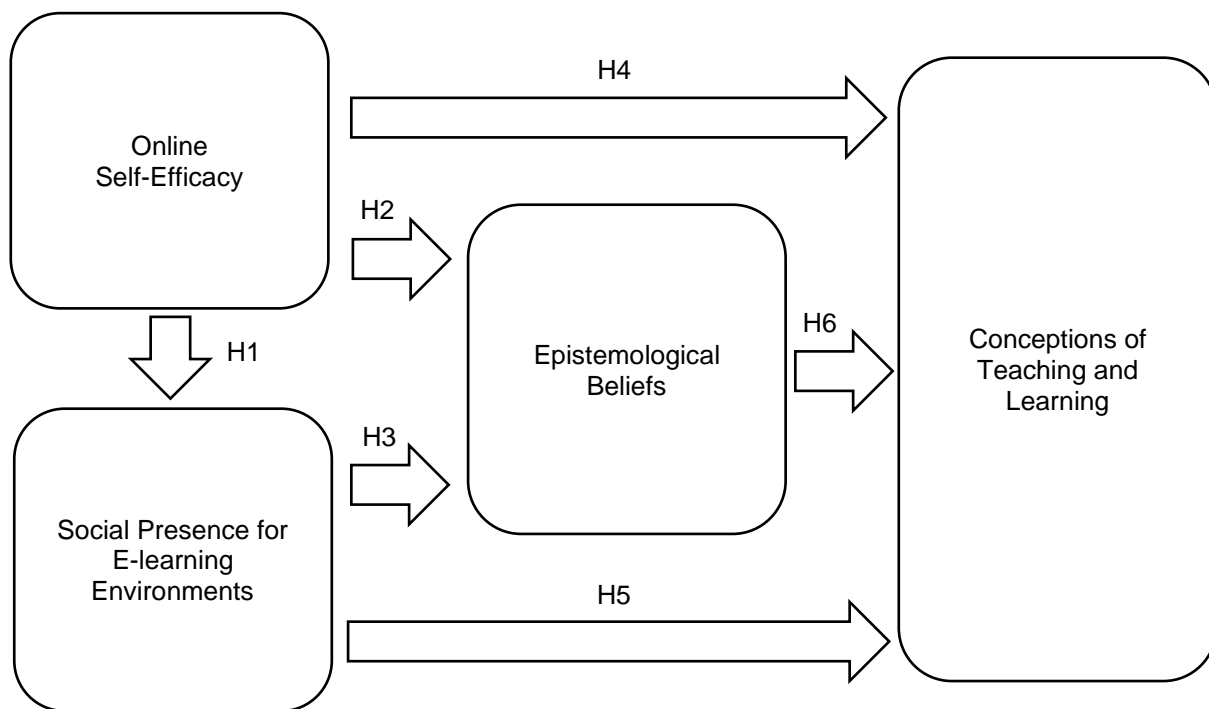 H4
Online
Self-Efficacy
H2
H6
Epistemological
Beliefs
Conceptions of
Teaching and
Learning
H1
H3
Social Presence for
E-learning
Environments
H5